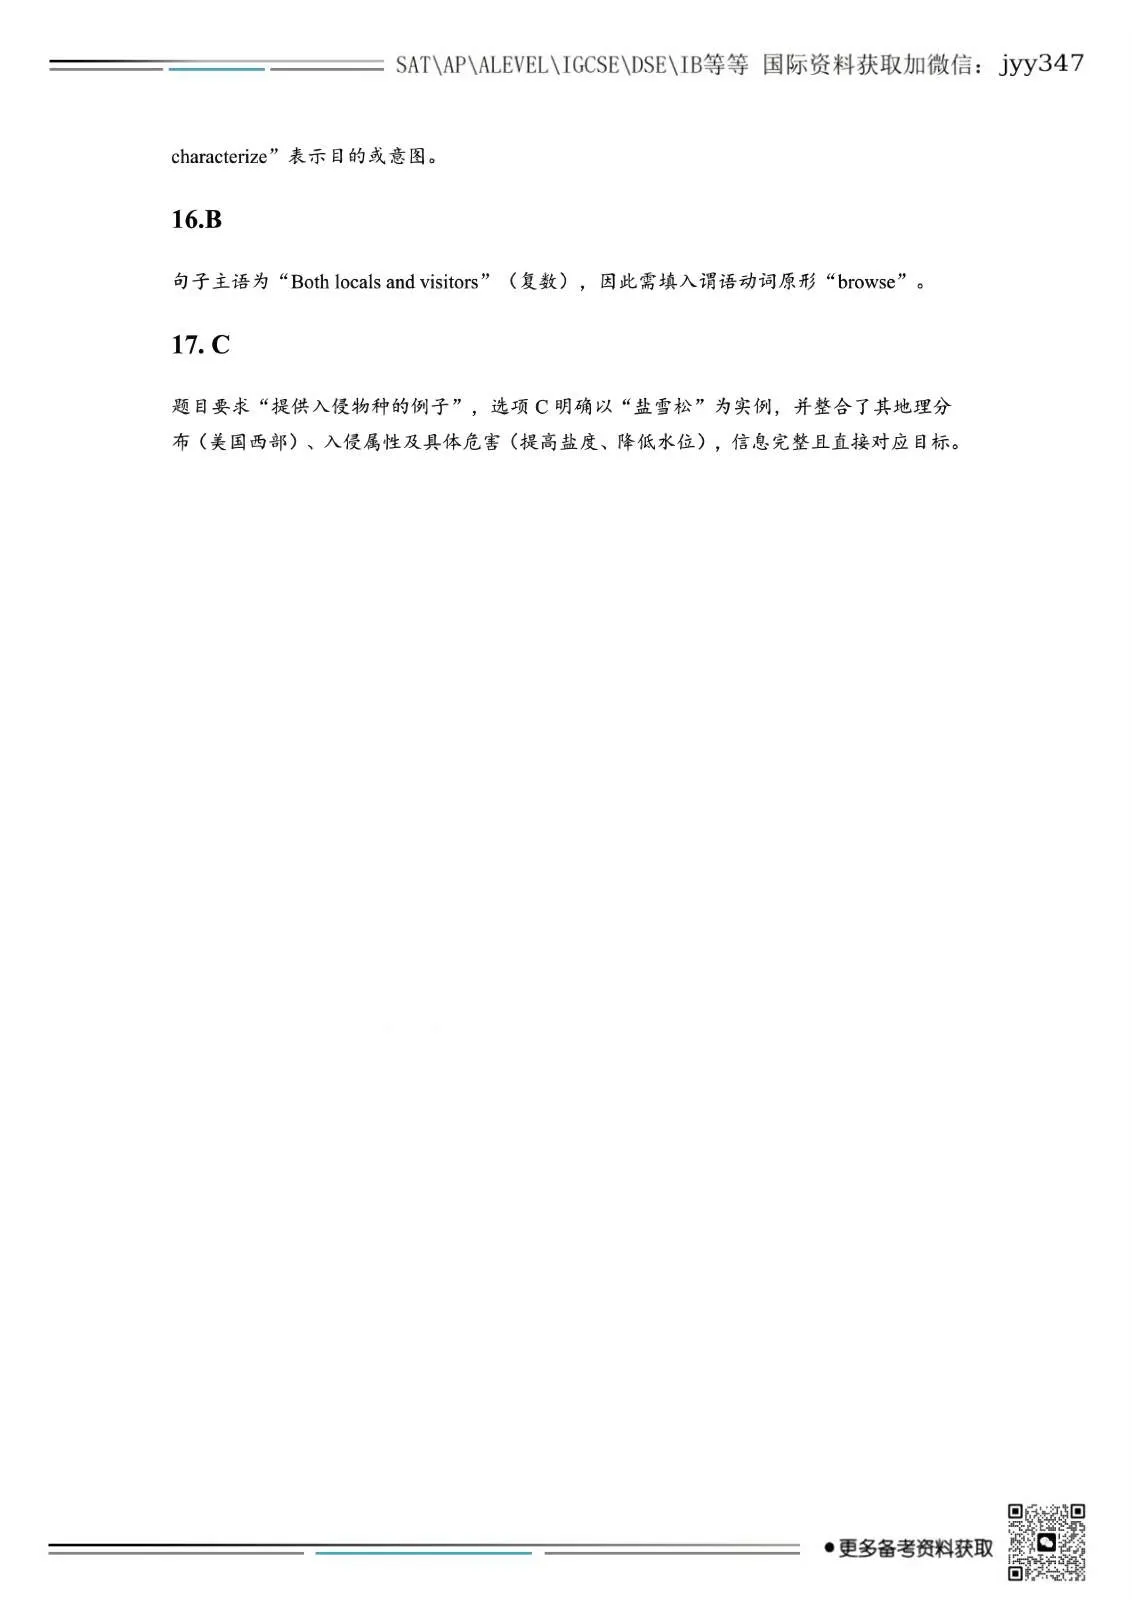 SAT\AP\ALEVEL\IGCSE\DSE\IB等等 国际资料获取加微信：jyy347
characterize”表示目的或意图。
16.B
句子主语为“Both locals and visitors”（复数），因此需填入谓语动词原形“browse”。
17. C
题目要求“提供入侵物种的例子”，选项 C 明确以“盐雪松”为实例，并整合了其地理分
布（美国西部）、入侵属性及具体危害（提高盐度、降低水位），信息完整且直接对应目标。
●更多备考资料获取